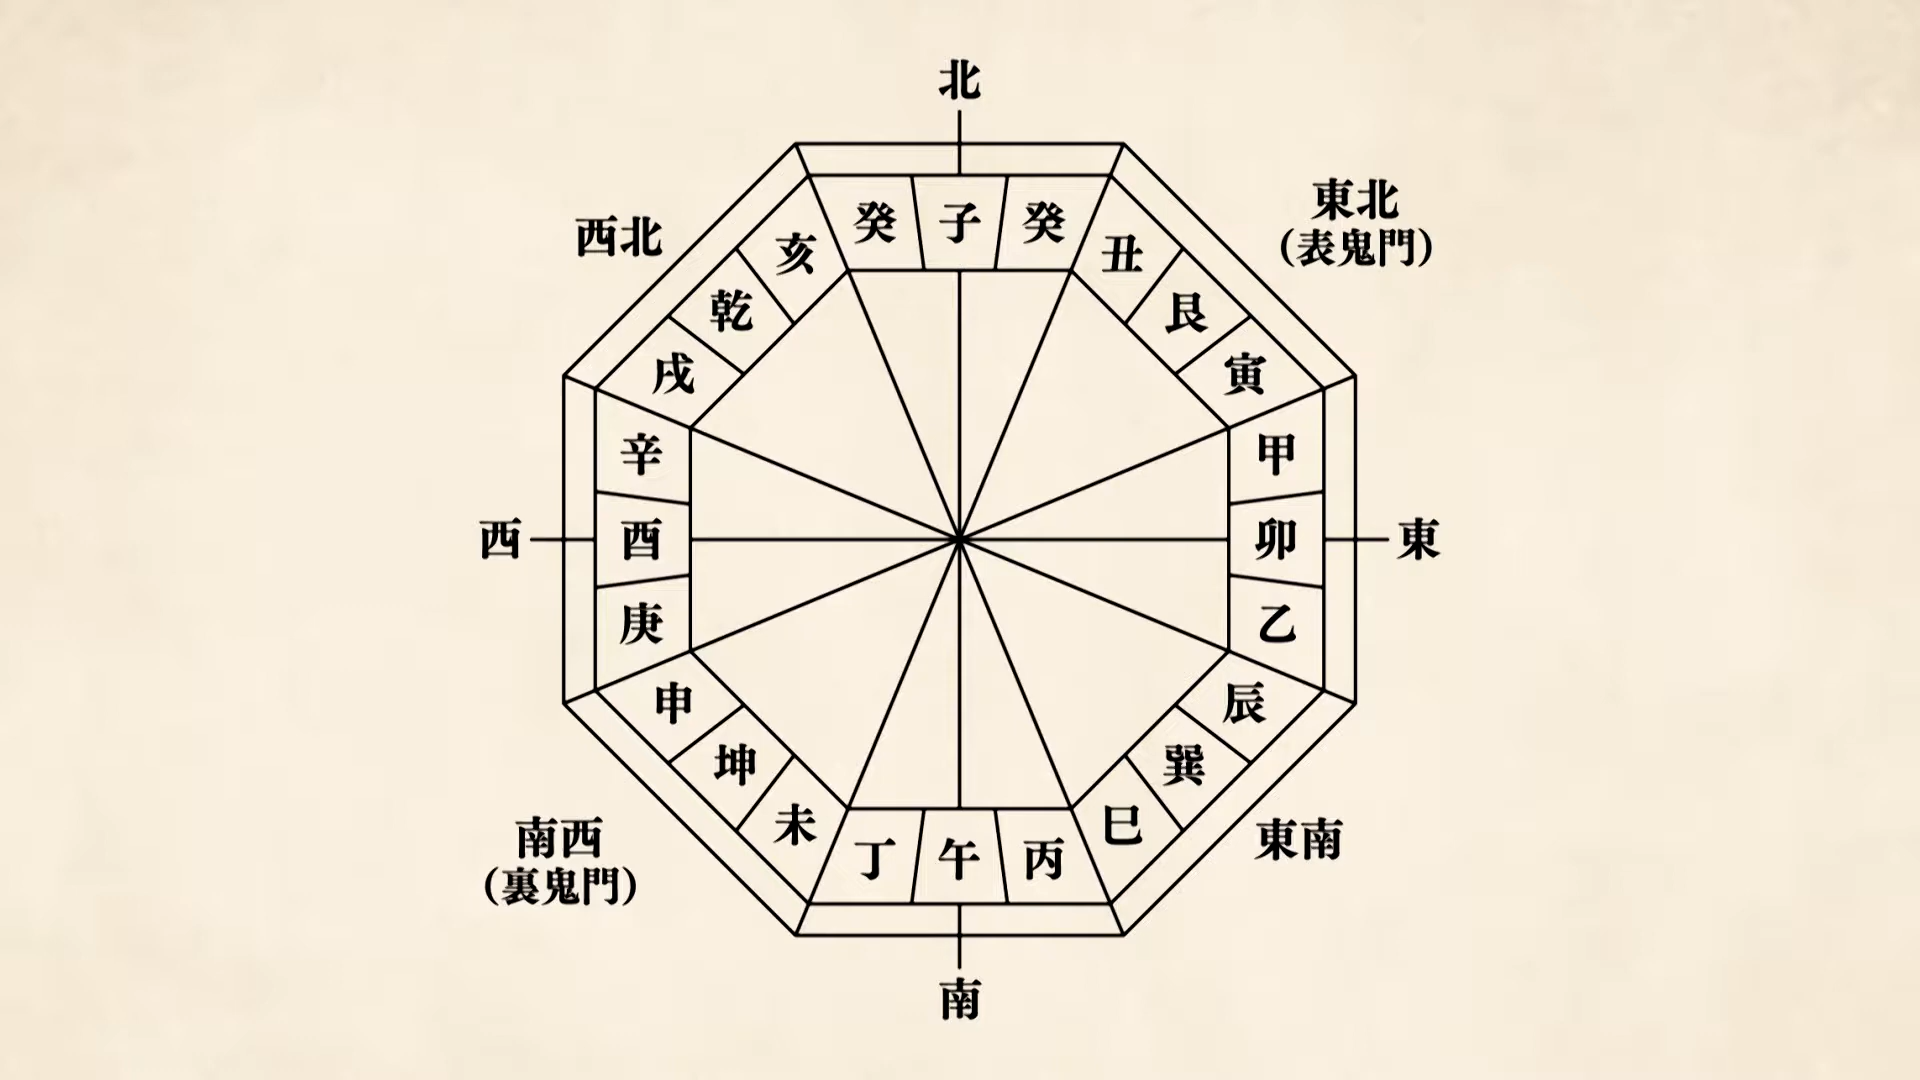 北
東北
(表鬼門)
西北
癸 子 癸
亥 丑
乾 艮
戌 寅
辛 甲
西 酉 卯 東
庚 乙
申 辰
坤 巽
未 巳
丁 午 丙
南西
(裏鬼門)
東南
南